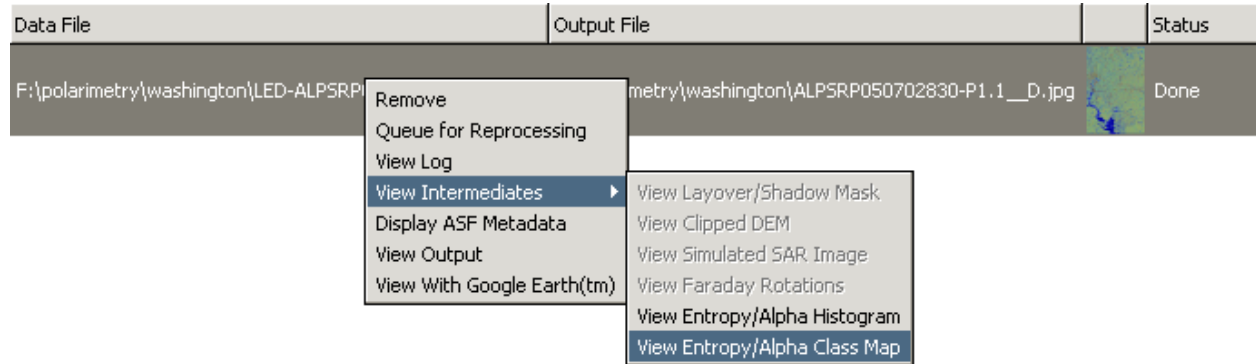 Data File Output File Status
F:\polarimetry\washington\LED-ALPSRP metry\washington\ALPSRP050702830-P1.1__D.jpg Done
Remove
Queue for Reprocessing
View Log
View Intermediates
Display ASF Metadata
View Output
View With Google Earth(tm)
View Layover/Shadow Mask
View Clipped DEM
View Simulated SAR Image
View Faraday Rotations
View Entropy/Alpha Histogram
View Entropy/Alpha Class Map